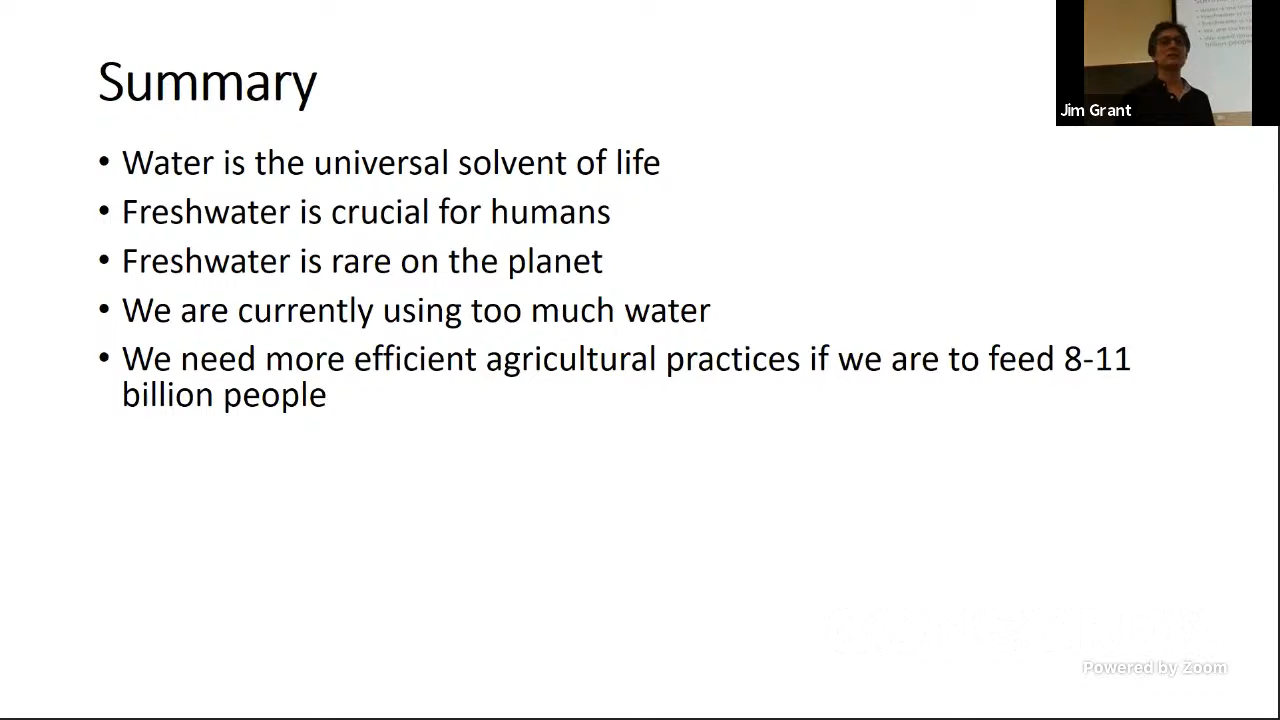 Summary
• Water is the universal solvent of life
• Freshwater is crucial for humans
• Freshwater is rare on the planet
• We are currently using too much water
• We need more efficient agricultural practices if we are to feed 8-11
billion people
Jim Grant
Powered by Zoom